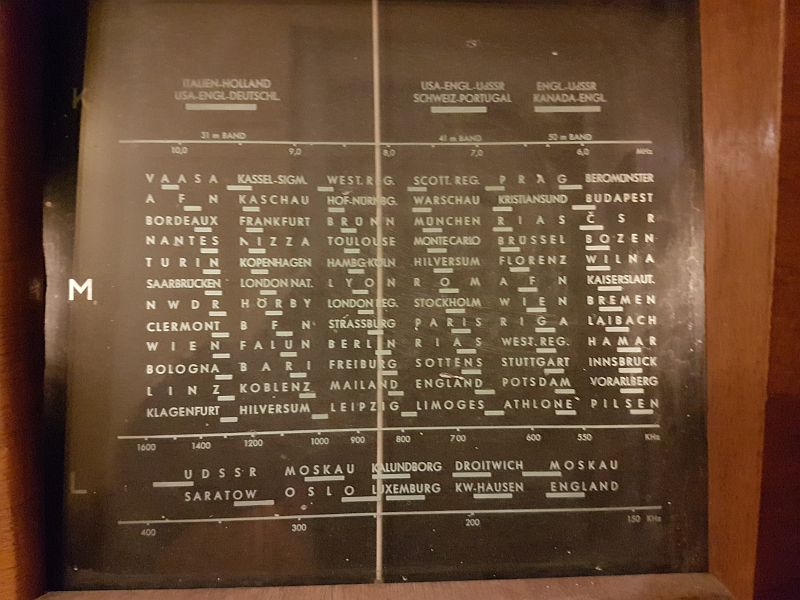 K
ITALIEN-HOLLAND USA-ENGL-UdSSR ENGL-UdSSR
USA-ENGL-DEUTSCHL. SCHWEIZ-PORTUGAL KANADA-ENGL.
31 m BAND 41 m BAND 50 m BAND
10,0 9,0 8,0 7,0 6,0 MHz
VAASA KASSEL-SIGM. WEST.REG. SCOTT. REG. PRAG BEROMÜNSTER
AFN KASCHAU HOF-NÜRNBG. WARSCHAU KRISTIANSUND BUDAPEST
BORDEAUX FRANKFURT BRÜNN MÜNCHEN RIAS ČSR
NANTES NIZZA TOULOUSE MONTE CARLO BRÜSSEL BOZEN
TURIN KOPENHAGEN HAMBG-KÖLN HILVERSUM FLORENZ WILNA
M SAARBRÜCKEN LONDON NAT. LYON ROM AFN KAISERSLAUT.
NWDR HÖRBY LONDON REG. STOCKHOLM WIEN BREMEN
CLERMONT BFN STRASSBURG PARIS RIGA LAIBACH
WIEN FALUN BERLIN RIAS WEST.REG. HAMAR
BOLOGNA BARI FREIBURG SOTTENS STUTTGART INNSBRUCK
LINZ KOBLENZ MAILAND ENGLAND POTSDAM VORARLBERG
KLAGENFURT HILVERSUM LEIPZIG LIMOGES ATHLONE PILSEN
1600 1400 1200 1000 900 800 700 600 550 KHz
UDSSR MOSKAU KALUNDBORG DROITWICH MOSKAU
L SARATOW OSLO LUXEMBURG KW-HAUSEN ENGLAND
400 300 200 150 KHz